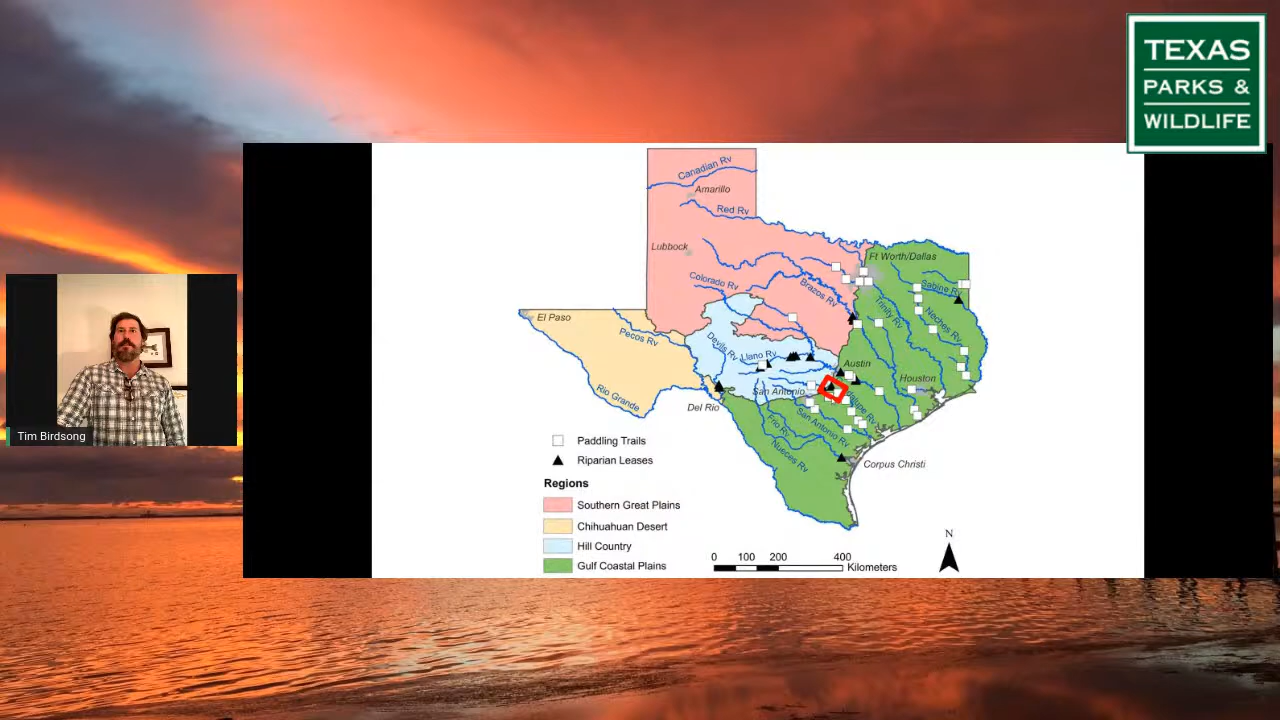 TEXAS
PARKS &
WILDLIFE
Canadian Rv
Amarillo
Red Rv
Lubbock
Ft Worth/Dallas
Colorado Rv
Brazos Rv
Sabine Rv
Trinity Rv
Neches Rv
El Paso
Pecos Rv
Devils Rv
Llano Rv
Austin
Houston
Rio Grande
San Antonio
Del Rio
San Antonio Rv
Frio Rv
Nueces Rv
Corpus Christi
Tim Birdsong
Paddling Trails
Riparian Leases
Regions
Southern Great Plains
Chihuahuan Desert
Hill Country
Gulf Coastal Plains
N
0 100 200 400
Kilometers